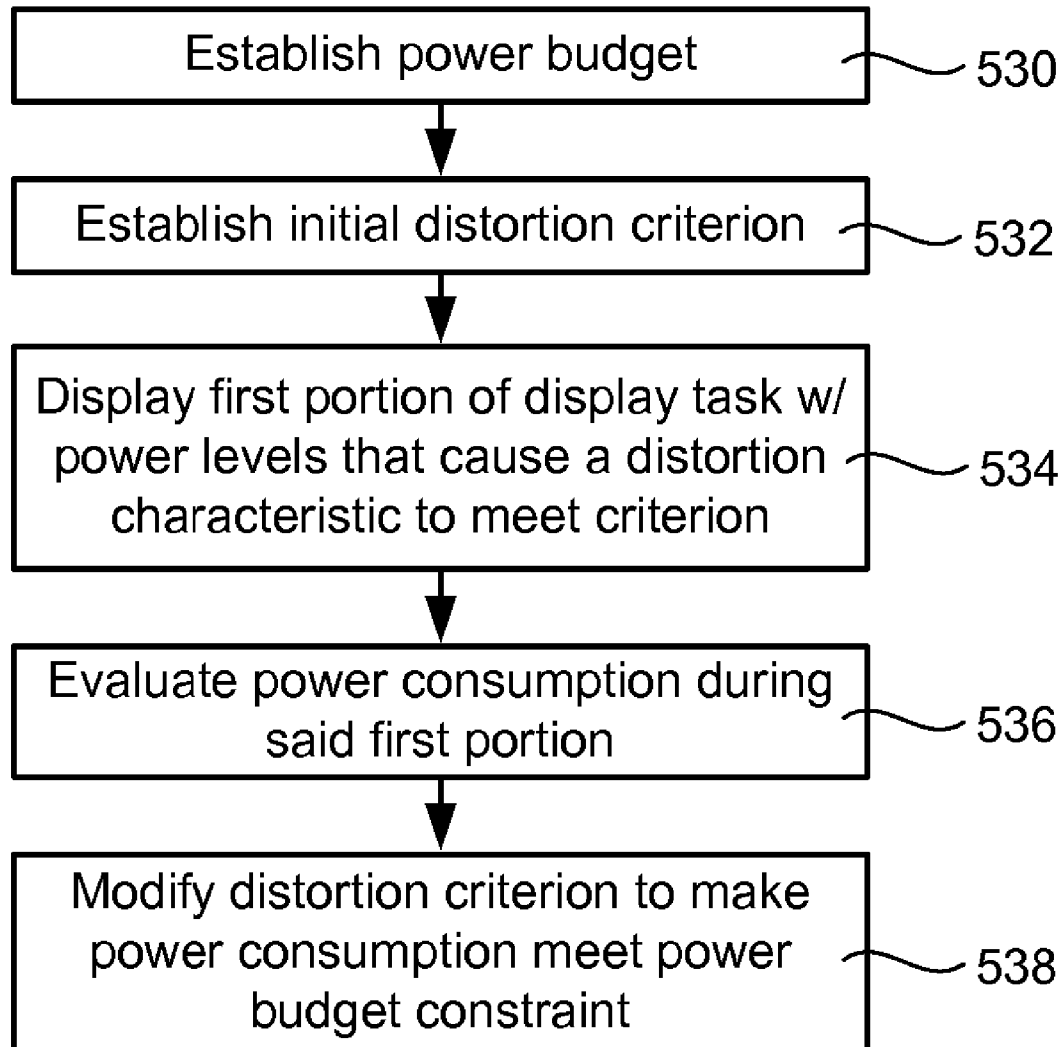 Establish power budget
530
Establish initial distortion criterion
532
Display first portion of display task w/
power levels that cause a distortion
characteristic to meet criterion
534
Evaluate power consumption during
said first portion
536
Modify distortion criterion to make
power consumption meet power
budget constraint
538